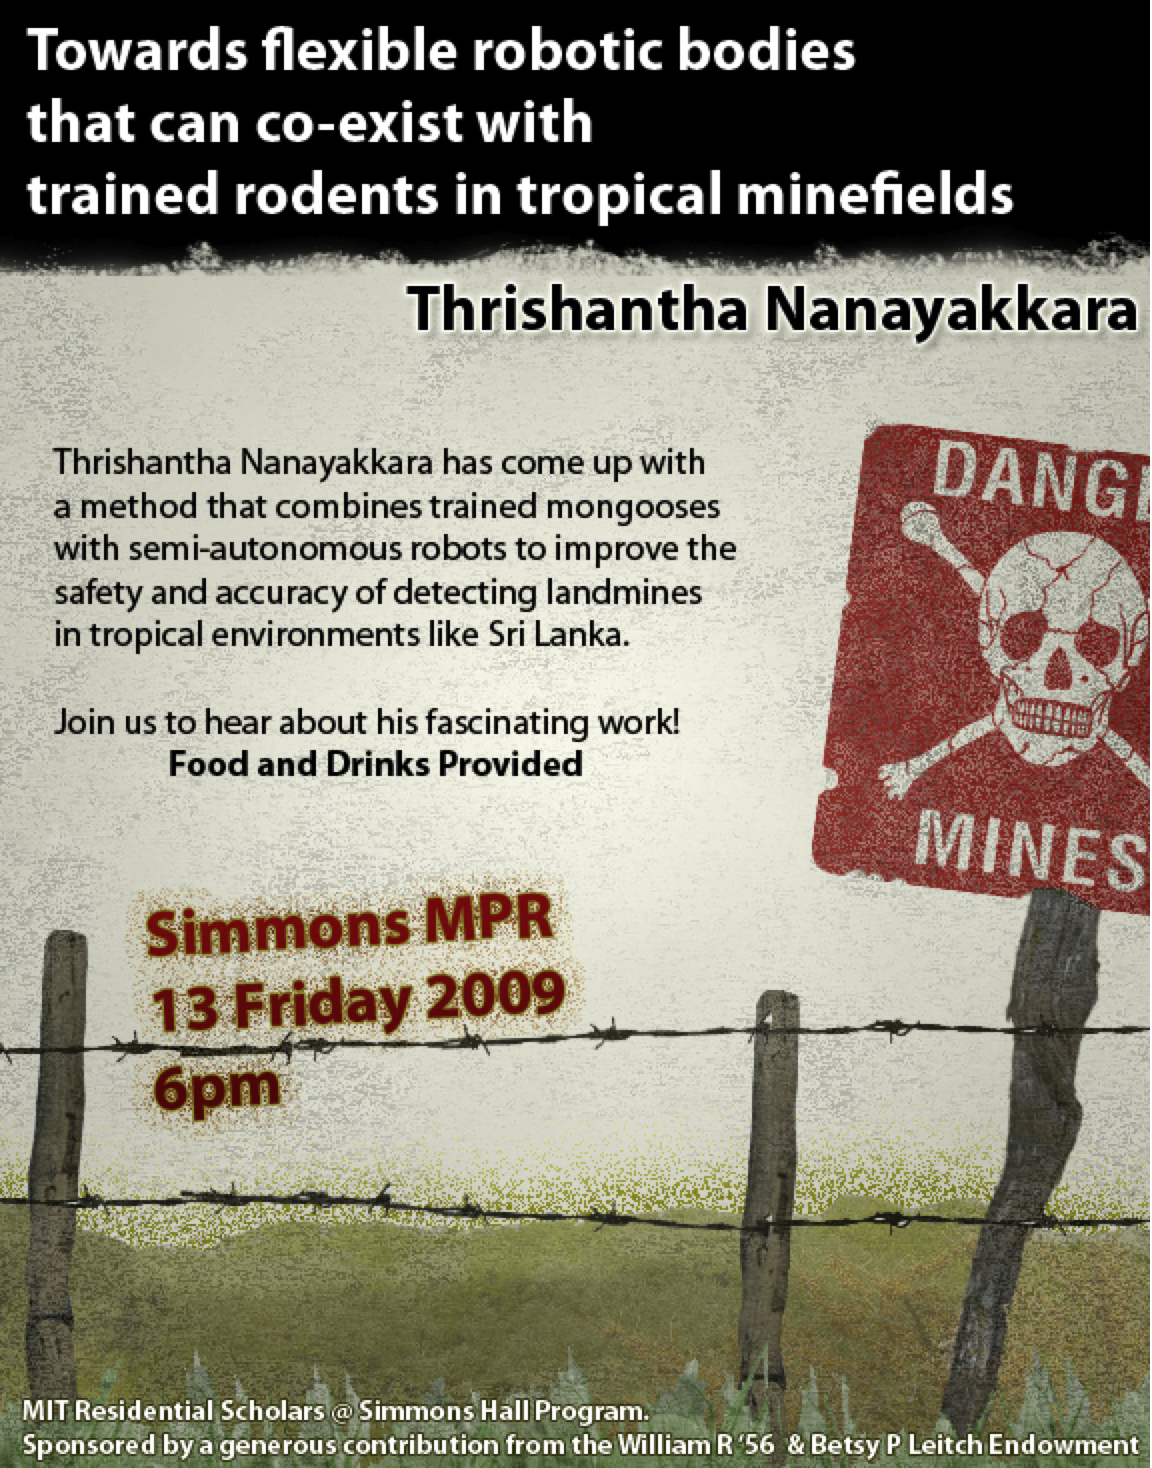 Towards flexible robotic bodies
that can co-exist with
trained rodents in tropical minefields
Thrishantha Nanayakkara
Thrishantha Nanayakkara has come up with
a method that combines trained mongooses
with semi-autonomous robots to improve the
safety and accuracy of detecting landmines
in tropical environments like Sri Lanka.
Join us to hear about his fascinating work!
Food and Drinks Provided
DANGE
MINES
Simmons MPR
13 Friday 2009
6pm
MIT Residential Scholars @ Simmons Hall Program.
Sponsored by a generous contribution from the William R '56 & Betsy P Leitch Endowment